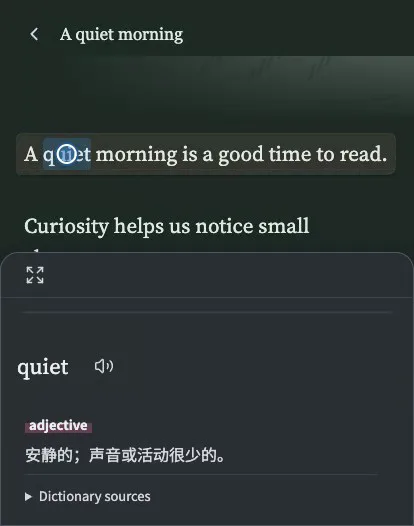 A quiet morning
A quiet morning is a good time to read.
Curiosity helps us notice small
quiet
adjective
安静的；声音或活动很少的。
Dictionary sources